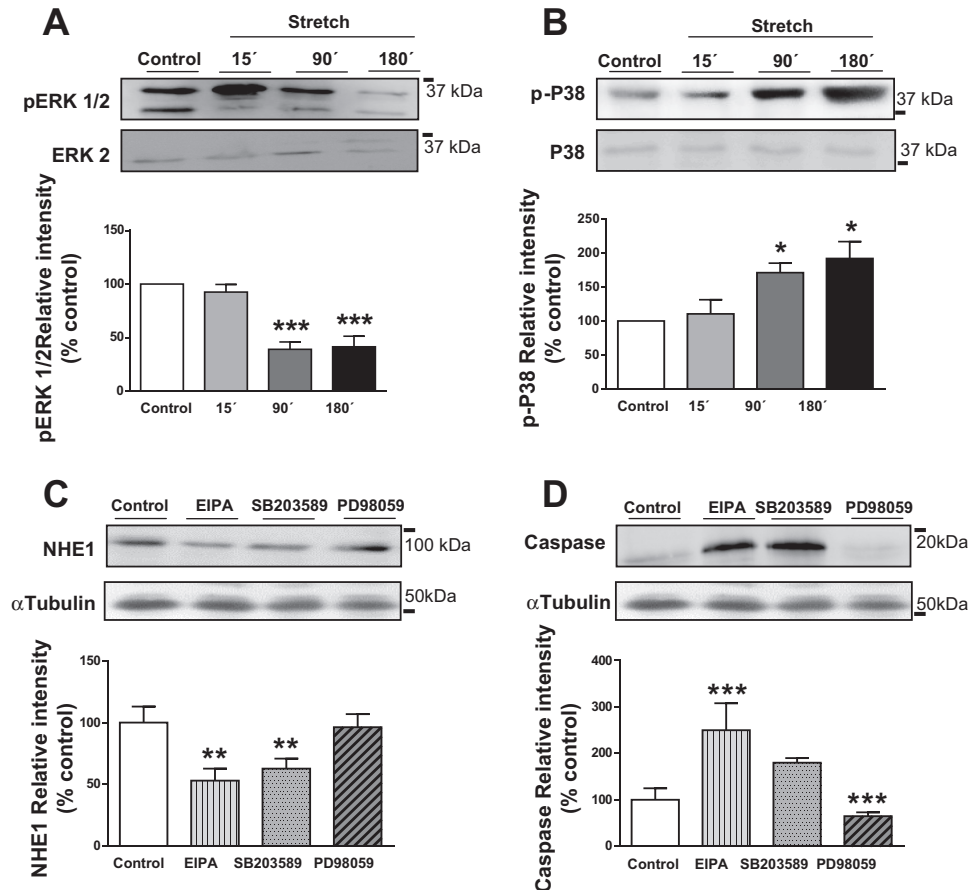 A
Stretch
Control 15´ 90´ 180´
pERK 1/2
37 kDa
ERK 2
37 kDa
pERK 1/2Relative intensity
(% control)
150
100
50
0
*** ***
Control 15´ 90´ 180´
B
Stretch
Control 15´ 90´ 180´
p-P38
37 kDa
P38
37 kDa
p-P38 Relative intensity
(% control)
250
200
150
100
50
0
* *
Control 15´ 90´ 180´
C
Control EIPA SB203589 PD98059
NHE1
100 kDa
αTubulin
50kDa
NHE1 Relative intensity
(% control)
150
100
50
0
** **
Control EIPA SB203589 PD98059
D
Control EIPA SB203589 PD98059
Caspase
20kDa
αTubulin
50kDa
Caspase Relative intensity
(% control)
400
300
200
100
0
*** ***
Control EIPA SB203589 PD98059